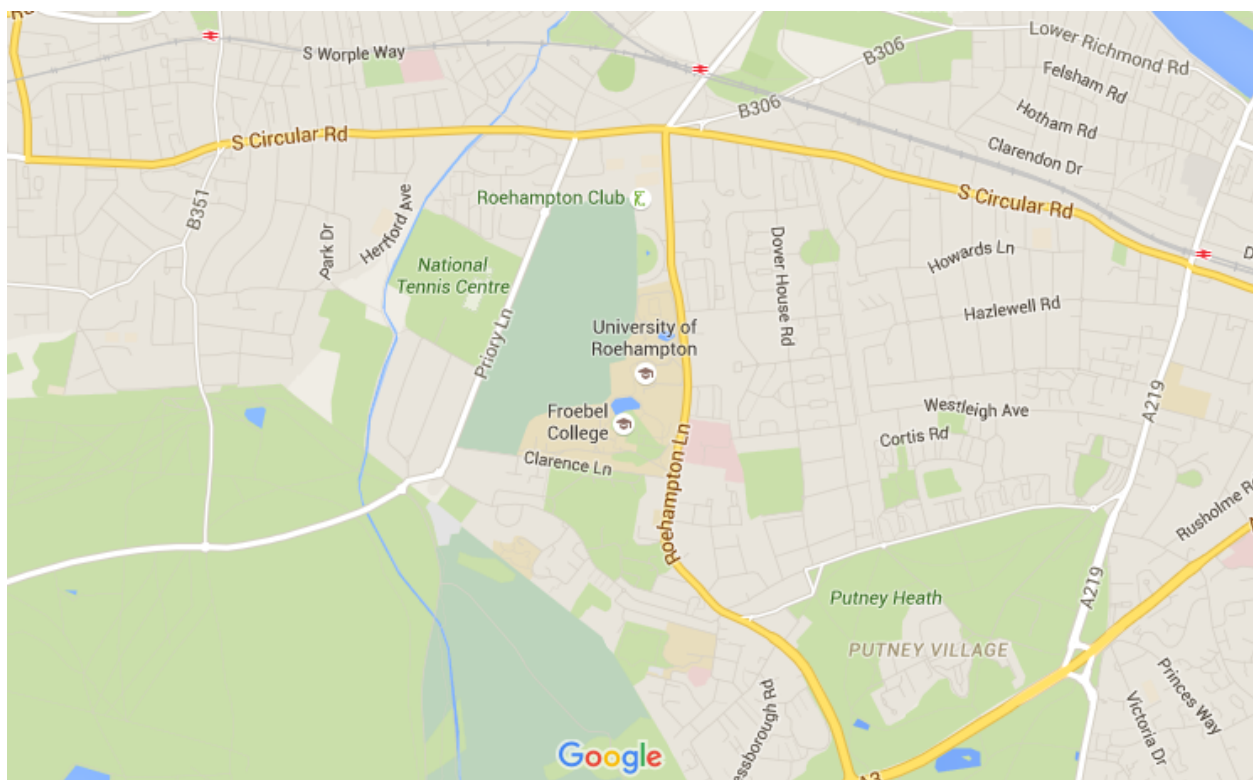 S Worple Way
B306
Lower Richmond Rd
Felsham Rd
B306
Hotham Rd
S Circular Rd
Clarendon Dr
Roehampton Club
S Circular Rd
B351
Hertford Ave
Park Dr
National
Tennis Centre
Dover House Rd
Howards Ln
Hazlewell Rd
Priory Ln
University of
Roehampton
Froebel
College
Westleigh Ave
A219
Cortis Rd
Clarence Ln
Roehampton Ln
Rusholme
A219
Putney Heath
PUTNEY VILLAGE
Princes Way
Victoria Dr
Google
A3